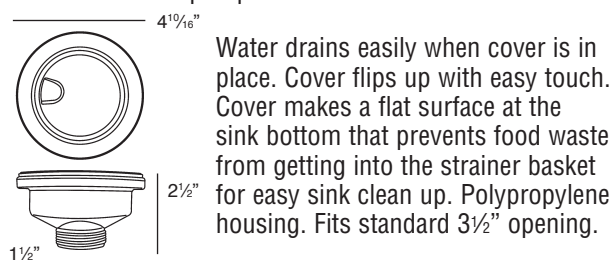 4¹⁰⁄₁₆”
Water drains easily when cover is in
place. Cover flips up with easy touch.
Cover makes a flat surface at the
sink bottom that prevents food waste
from getting into the strainer basket
for easy sink clean up. Polypropylene
housing. Fits standard 3½” opening.
2½”
1½”